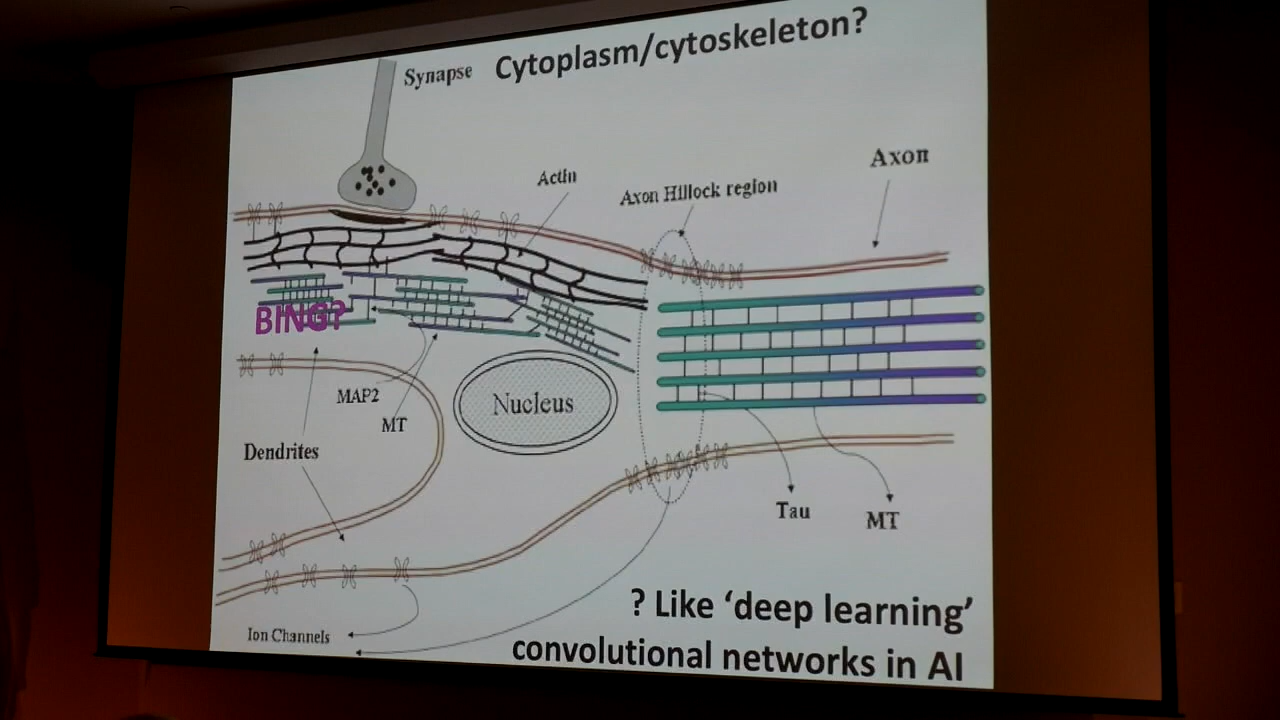 Synapse
Cytoplasm/cytoskeleton?
Axon
Actin
Axon Hillock region
BING?
MAP2
Nucleus
MT
Dendrites
Tau
MT
? Like ‘deep learning’
Ion Channels
convolutional networks in AI